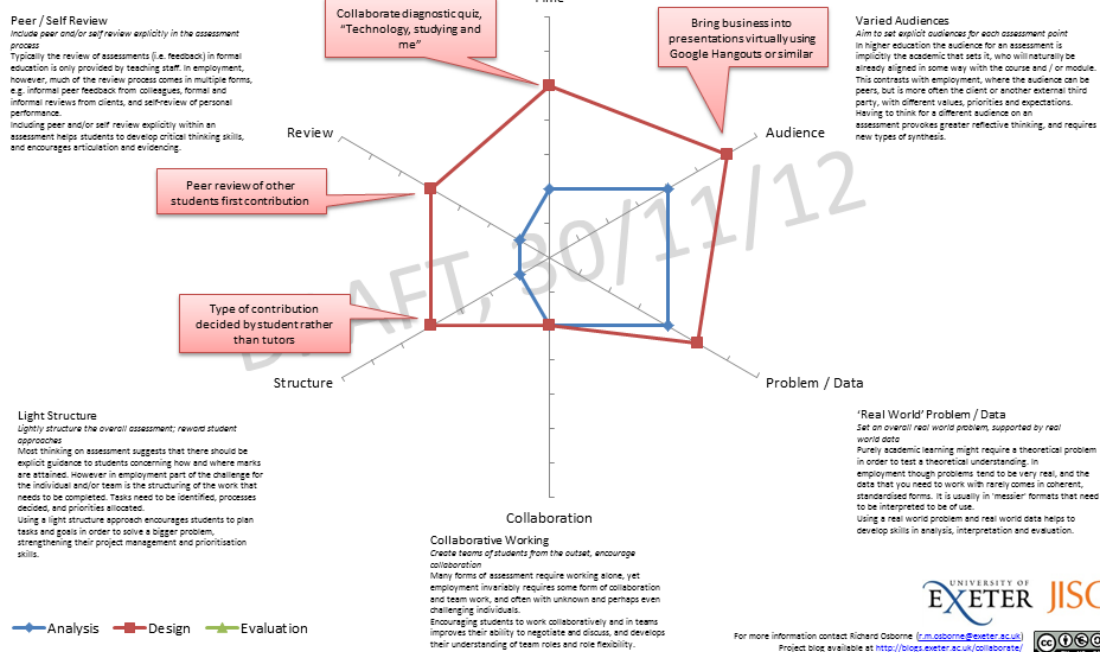 Peer / Self Review
Include peer and/or self review explicitly in the assessment
process
Typically the review of assessments (i.e. feedback) in formal
education is only provided by teaching staff. In employment,
however, much of the review process comes in multiple forms,
e.g. informal peer feedback from colleagues, formal and
informal reviews from clients, and self-review of personal
performance.
Including peer and/or self review explicitly within an
assessment helps students to develop critical thinking skills,
and encourages articulation and evidencing.
Collaborate diagnostic quiz,
"Technology, studying and
me"
Bring business into
presentations virtually using
Google Hangouts or similar
Varied Audiences
Aim to set explicit audiences for each assessment point
In higher education the audience for an assessment is
implicitly the academic that sets it, who will naturally be
already aligned in some way with the course and / or module.
This contrasts with employment, where the audience can be
peers, but is more often the client or another external third
party, with different values, priorities and expectations.
Having to think for a different audience on an
assessment provokes greater reflective thinking, and requires
new types of synthesis.
Review
Audience
Peer review of other
students first contribution
DRAFT, 30/11/12
Type of contribution
decided by student rather
than tutors
Structure
Problem / Data
Light Structure
Lightly structure the overall assessment; reward student
approaches
Most thinking on assessment suggests that there should be
explicit guidance to students concerning how and where marks
are attained. However in employment part of the challenge for
the individual and/or team is the structuring of the work that
needs to be completed. Tasks need to be identified, processes
decided, and priorities allocated.
Using a light structure approach encourages students to plan
tasks and goals in order to solve a bigger problem,
strengthening their project management and prioritisation
skills.
'Real World' Problem / Data
Set an overall real world problem, supported by real
world data
Purely academic learning might require a theoretical problem
in order to test a theoretical understanding. In
employment though problems tend to be very real, and the
data that you need to work with rarely comes in coherent,
standardised forms. It is usually in 'messier' formats that need
to be interpreted to be of use.
Using a real world problem and real world data helps to
develop skills in analysis, interpretation and evaluation.
Collaboration
Collaborative Working
Create teams of students from the outset, encourage
collaboration
Many forms of assessment require working alone, yet
employment invariably requires some form of collaboration
and team work, and often with unknown and perhaps even
challenging individuals.
Encouraging students to work collaboratively and in teams
improves their ability to negotiate and discuss, and develops
their understanding of team roles and role flexibility.
Analysis Design Evaluation
UNIVERSITY OF
EXETER
JISC
For more information contact Richard Osborne (r.m.osborne@exeter.ac.uk)
Project blog available at http://blogs.exeter.ac.uk/collaborate/
cc